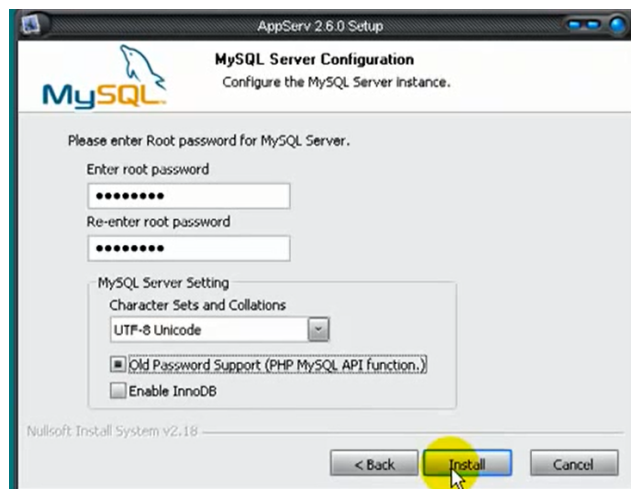 AppServ 2.6.0 Setup
MySQL Server Configuration
Configure the MySQL Server instance.
MySQL
Please enter Root password for MySQL Server.
Enter root password
Re-enter root password
MySQL Server Setting
Character Sets and Collations
UTF-8 Unicode
Old Password Support (PHP MySQL API function.)
Enable InnoDB
Nullsoft Install System v2.18
< Back Install Cancel